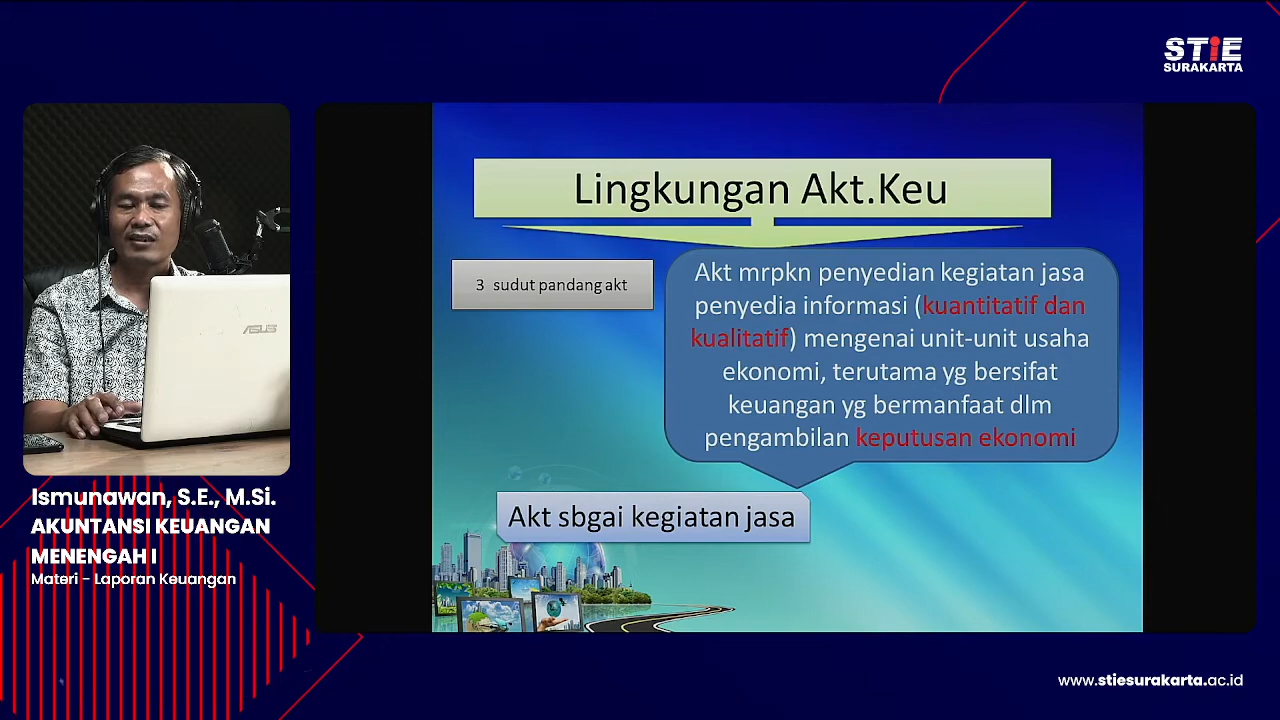 STiE
SURAKARTA
Lingkungan Akt.Keu
3 sudut pandang akt
Akt mrpkn penyedian kegiatan jasa
penyedia informasi (kuantitatif dan
kualitatif) mengenai unit-unit usaha
ekonomi, terutama yg bersifat
keuangan yg bermanfaat dlm
pengambilan keputusan ekonomi
Akt sbgai kegiatan jasa
ASUS
Ismunawan, S.E., M.Si.
AKUNTANSI KEUANGAN
MENENGAH I
Materi - Laporan Keuangan
www.stiesurakarta.ac.id